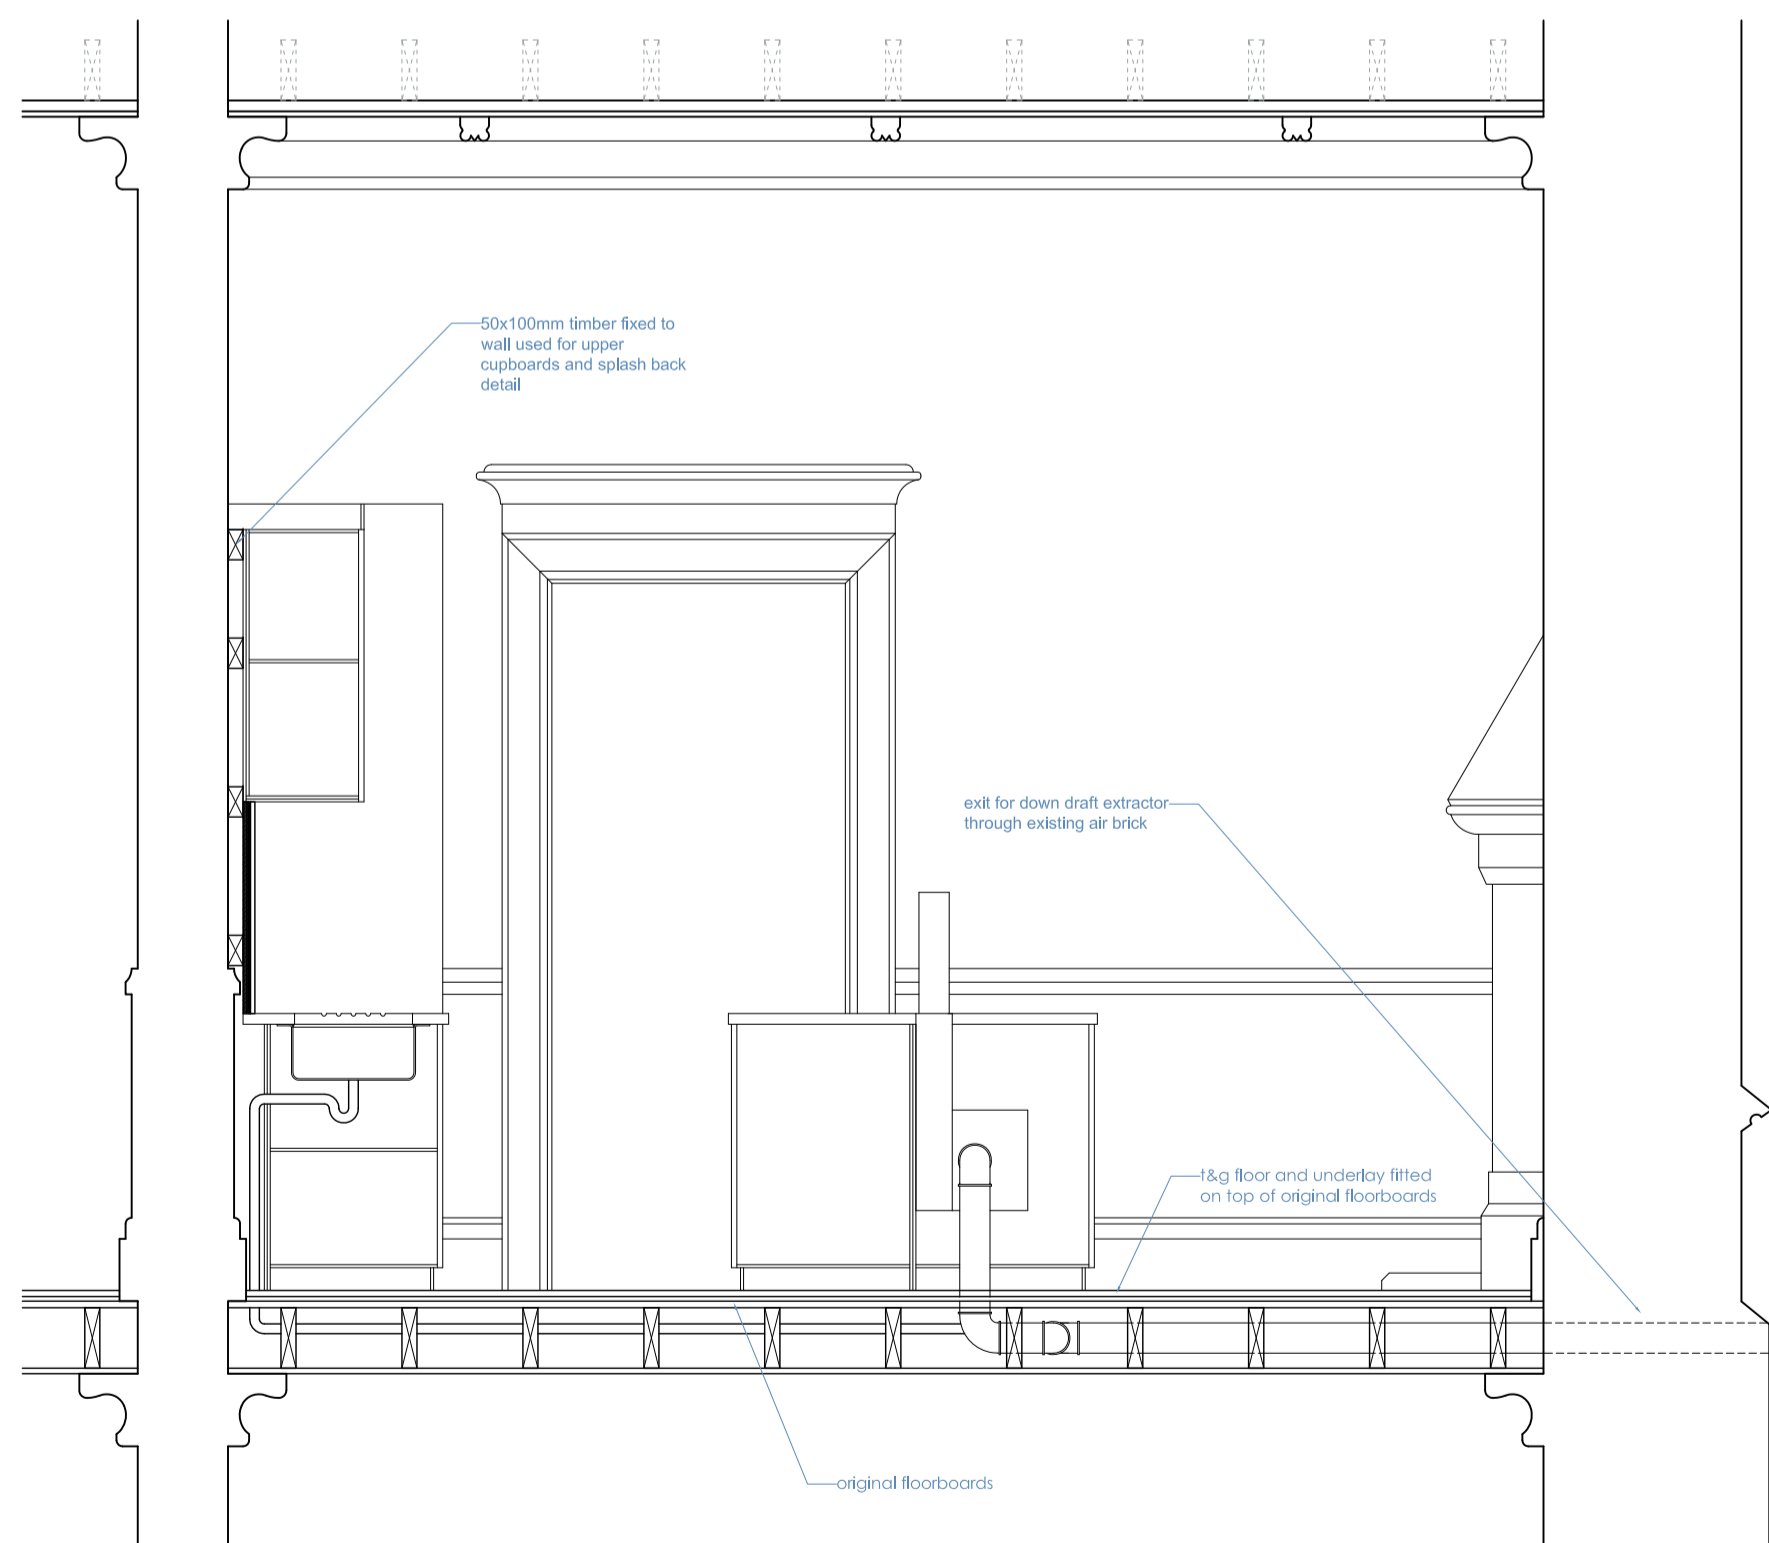 50x100mm timber fixed to
wall used for upper
cupboards and splash back
detail
exit for down draft extractor
through existing air brick
t&g floor and underlay fitted
on top of original floorboards
original floorboards